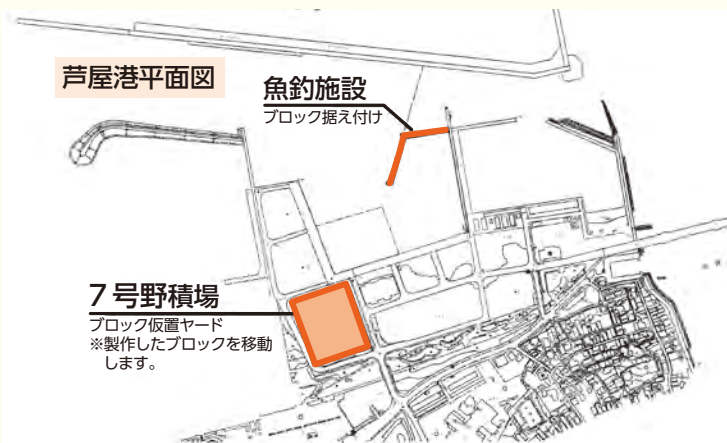 芦屋港平面図
魚釣施設
ブロック据え付け
7号野積場
ブロック仮置ヤード
※製作したブロックを移動
します。